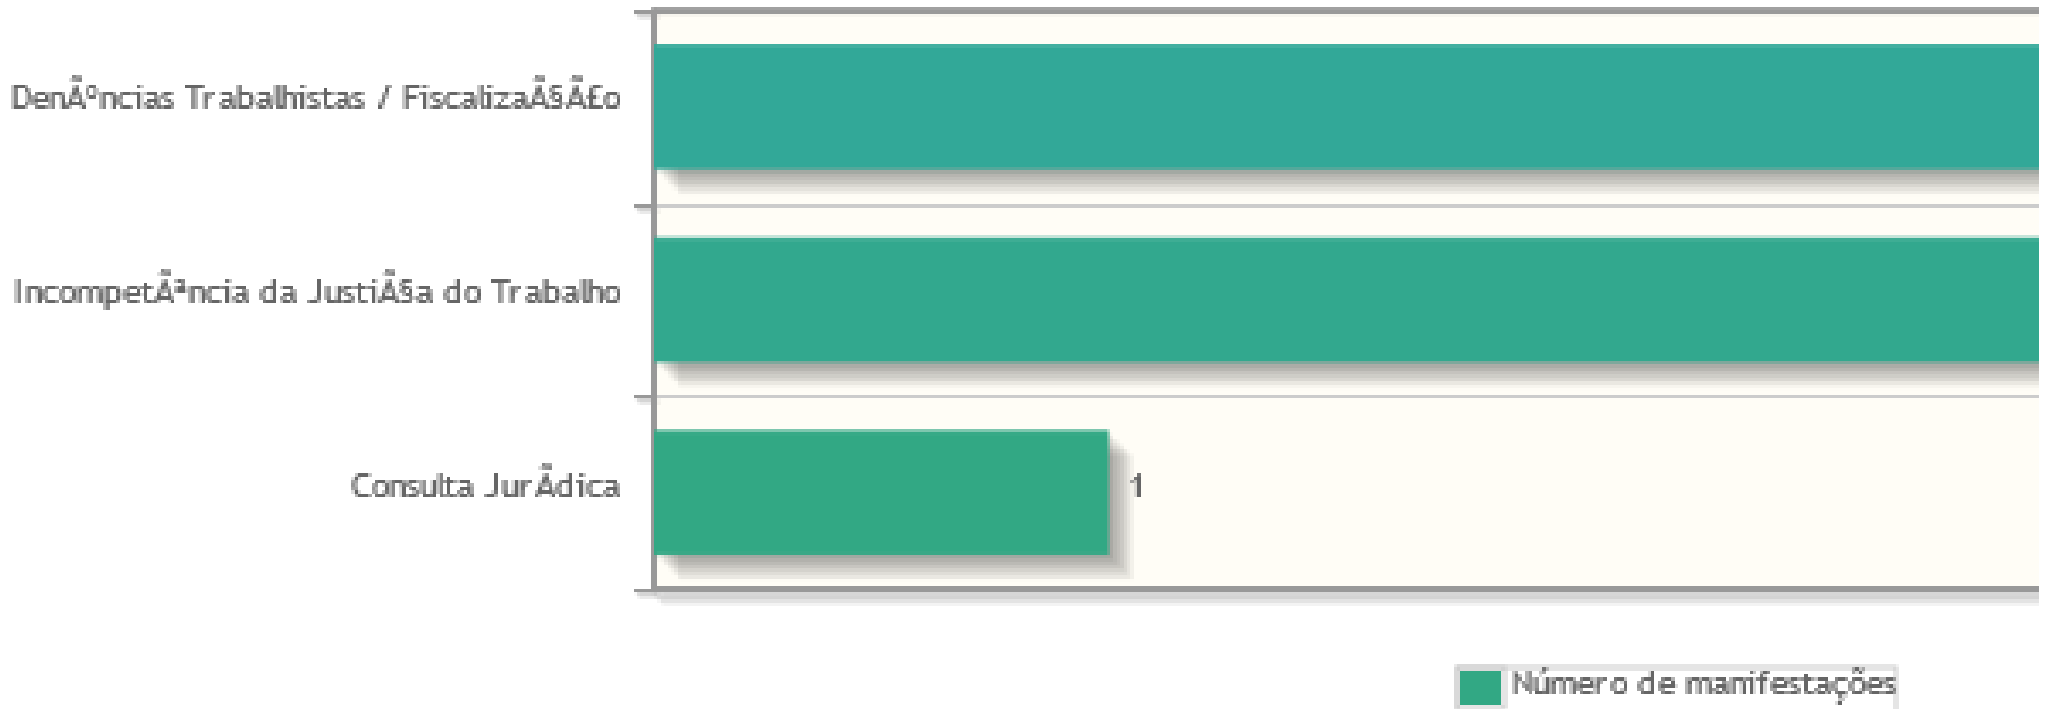 DenÃºncias Trabalhistas / FiscalizaÃ§Ã£o
IncompetÃªncia da JustiÃ§a do Trabalho
Consulta JurÃdica
1
Número de manifestações